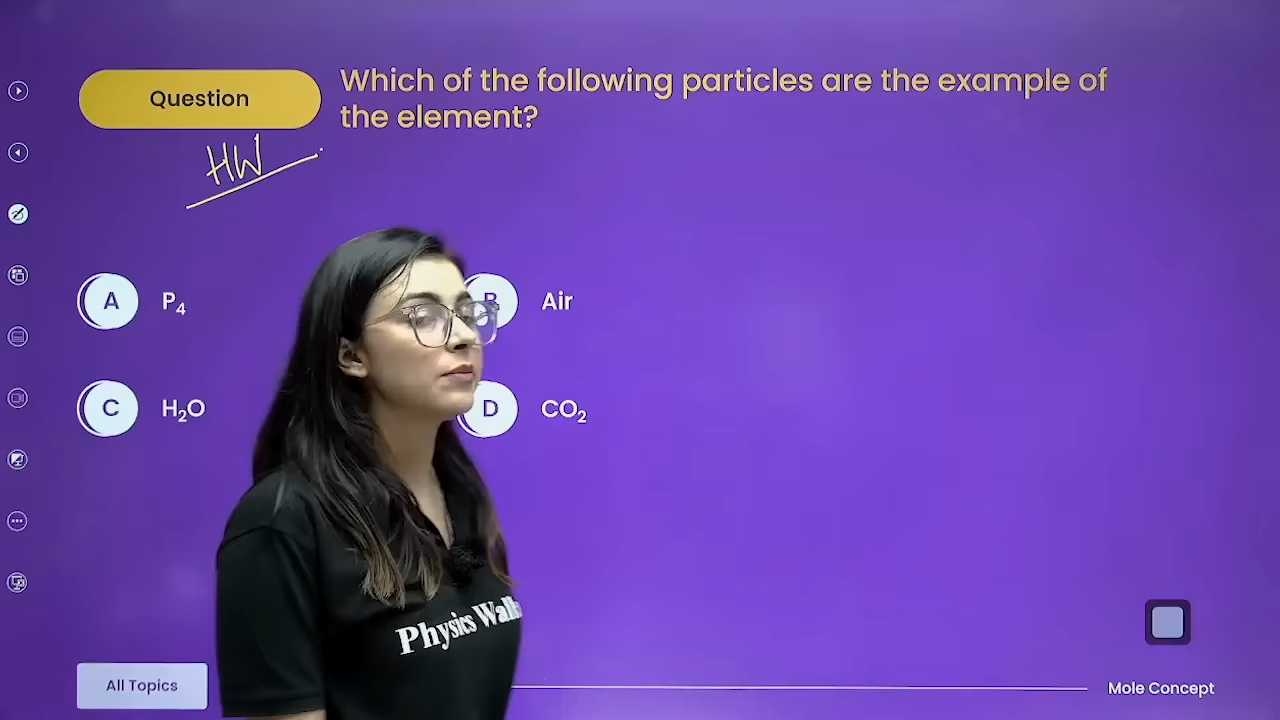 Question
Which of the following particles are the example of
the element?
HW
A P₄
B Air
C H₂O
D CO₂
Physics Wall
All Topics
Mole Concept